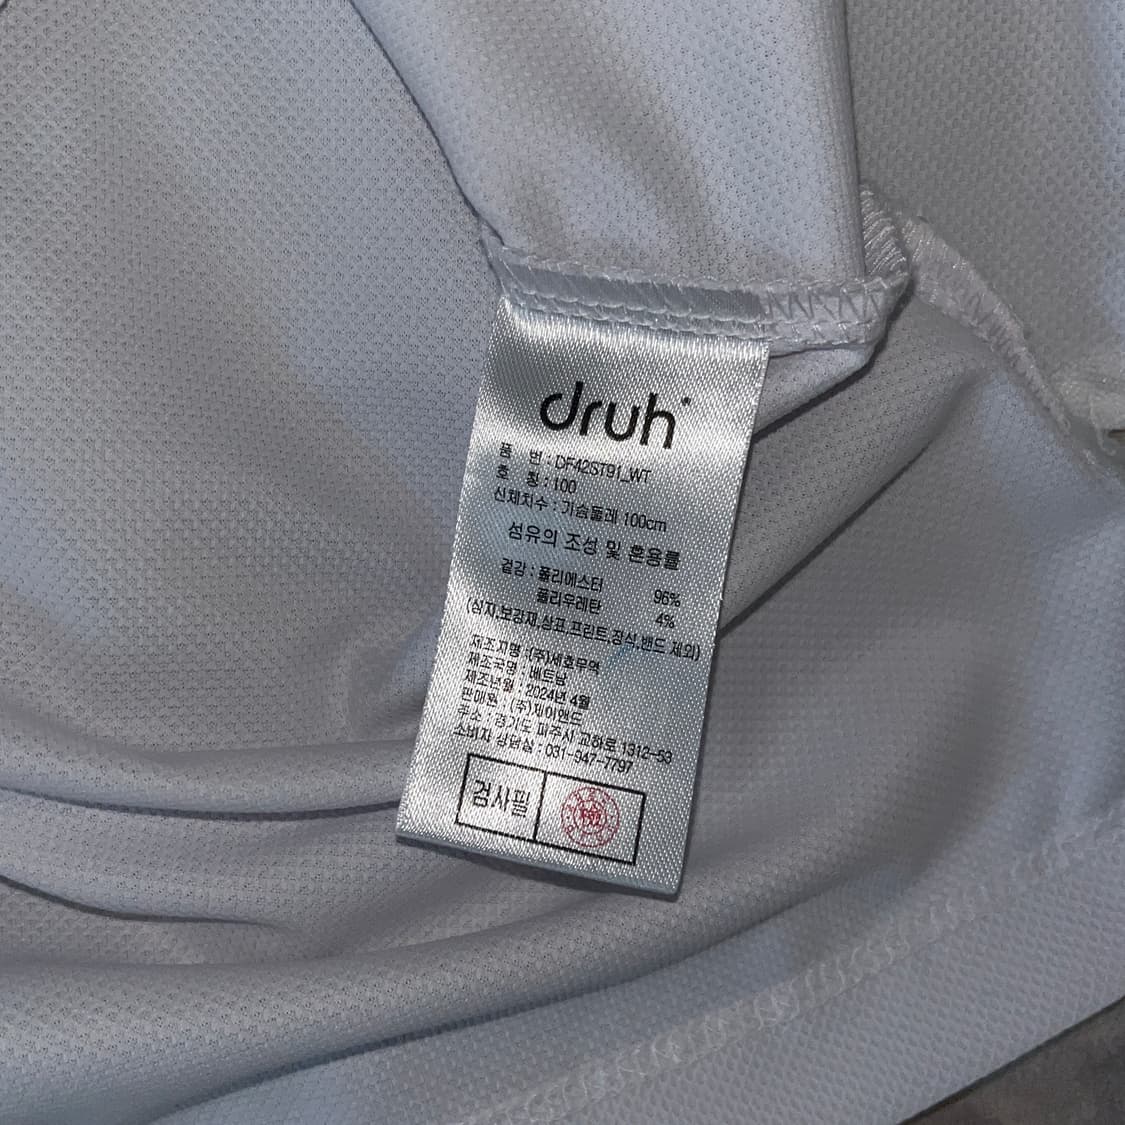 druh
품 번 : DF42ST91_WT
호 칭 : 100
신체치수 : 가슴둘레 100cm
섬유의 조성 및 혼용률
겉감 : 폴리에스터 96%
폴리우레탄 4%
(심지,보강재,상표,프린트,장식,밴드 제외)
제조자명 : (주)세호무역
제조국명 : 베트남
제조년월 : 2024년 4월
판매원 : (주)제이앤드
주소 : 경기도 파주시 교하로 1312-53
소비자 상담실 : 031-947-7797
검사필